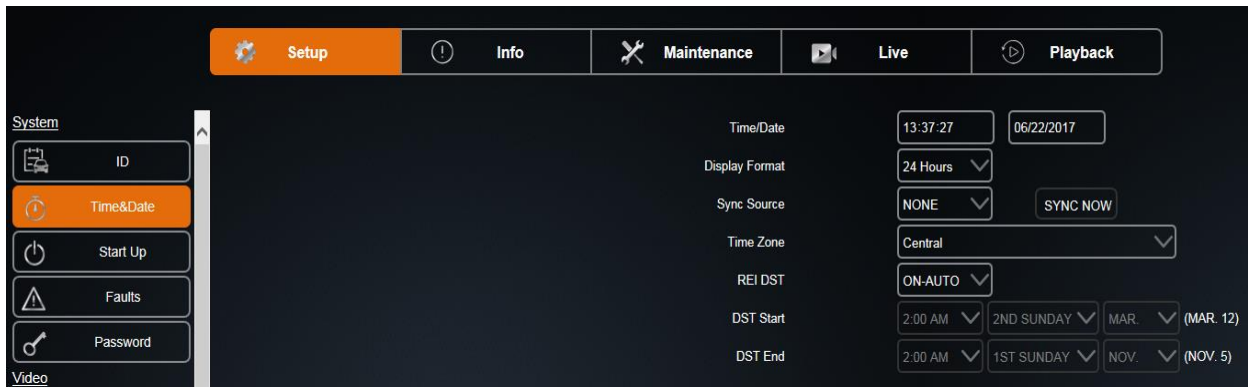 Setup Info Maintenance Live Playback
System
ID
Time&Date
Start Up
Faults
Password
Video
Time/Date 13:37:27 06/22/2017
Display Format 24 Hours
Sync Source NONE SYNC NOW
Time Zone Central
REI DST ON-AUTO
DST Start 2:00 AM 2ND SUNDAY MAR. (MAR. 12)
DST End 2:00 AM 1ST SUNDAY NOV. (NOV. 5)